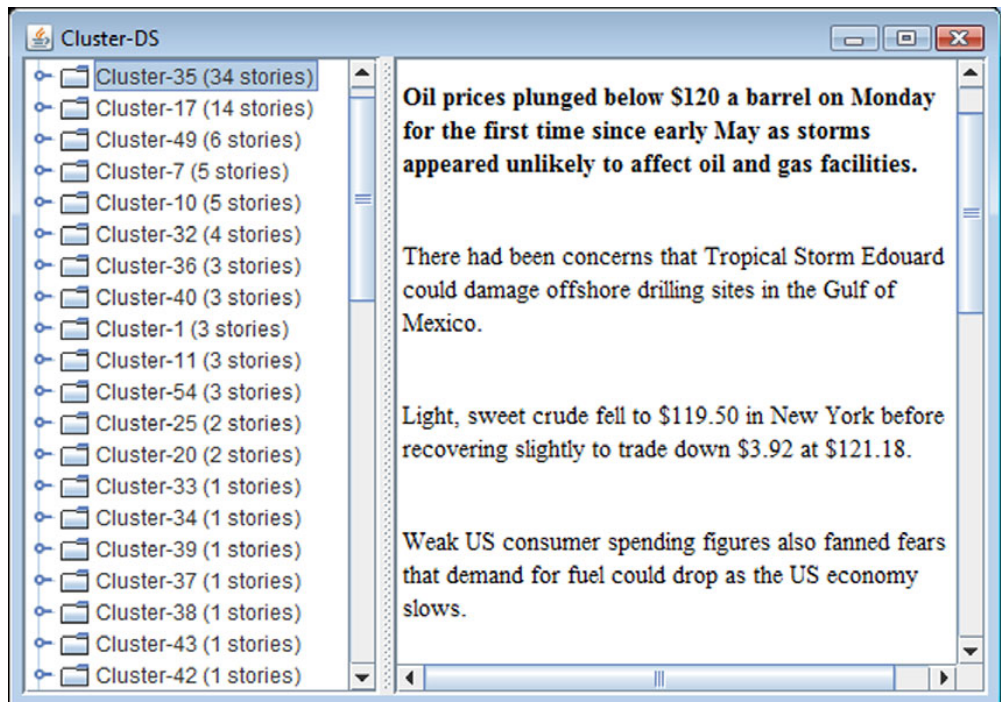 Cluster-DS
Cluster-35 (34 stories)
Cluster-17 (14 stories)
Cluster-49 (6 stories)
Cluster-7 (5 stories)
Cluster-10 (5 stories)
Cluster-32 (4 stories)
Cluster-36 (3 stories)
Cluster-40 (3 stories)
Cluster-1 (3 stories)
Cluster-11 (3 stories)
Cluster-54 (3 stories)
Cluster-25 (2 stories)
Cluster-20 (2 stories)
Cluster-33 (1 stories)
Cluster-34 (1 stories)
Cluster-39 (1 stories)
Cluster-37 (1 stories)
Cluster-38 (1 stories)
Cluster-43 (1 stories)
Cluster-42 (1 stories)
Oil prices plunged below $120 a barrel on Monday
for the first time since early May as storms
appeared unlikely to affect oil and gas facilities.
There had been concerns that Tropical Storm Edouard
could damage offshore drilling sites in the Gulf of
Mexico.
Light, sweet crude fell to $119.50 in New York before
recovering slightly to trade down $3.92 at $121.18.
Weak US consumer spending figures also fanned fears
that demand for fuel could drop as the US economy
slows.